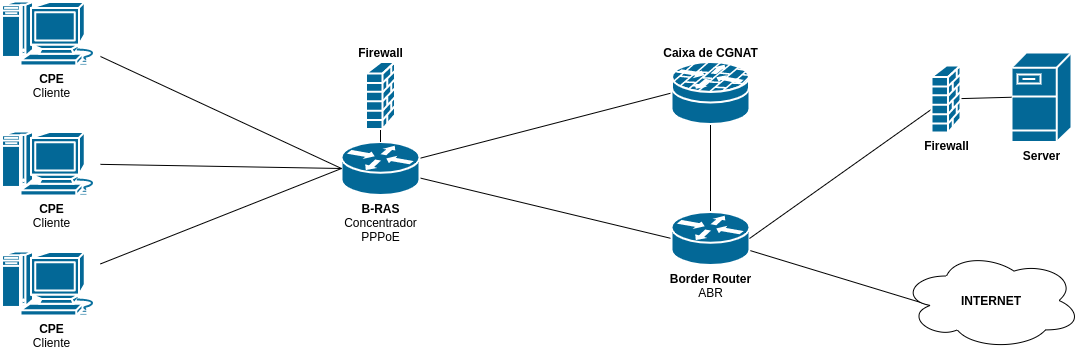 CPE
Cliente
CPE
Cliente
CPE
Cliente
Firewall
B-RAS
Concentrador
PPPoE
Caixa de CGNAT
Border Router
ABR
Firewall
Server
INTERNET